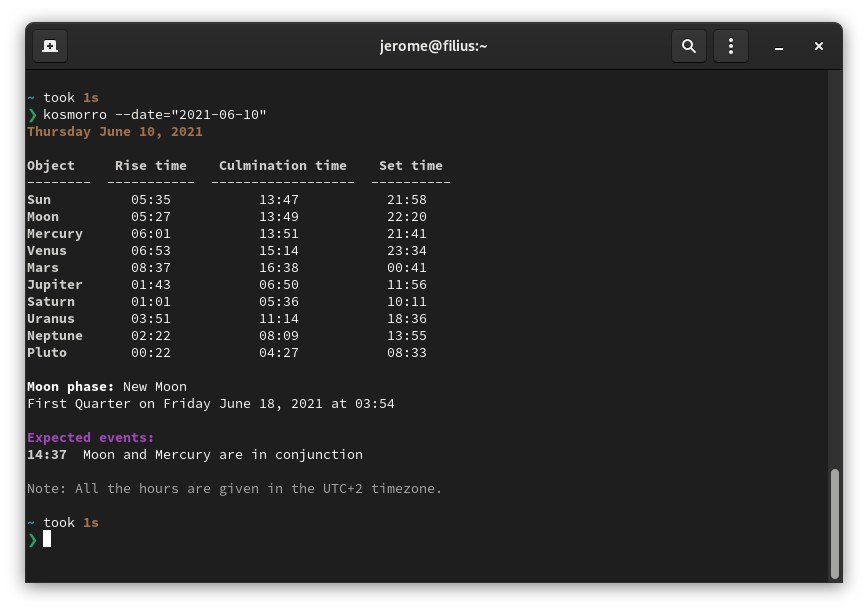 jerome@filius:~
~ took 1s
❯ kosmorro --date="2021-06-10"
Thursday June 10, 2021
Object     Rise time    Culmination time    Set time
--------  -----------  ------------------  ----------
Sun          05:35           13:47           21:58
Moon         05:27           13:49           22:20
Mercury      06:01           13:51           21:41
Venus        06:53           15:14           23:34
Mars         08:37           16:38           00:41
Jupiter      01:43           06:50           11:56
Saturn       01:01           05:36           10:11
Uranus       03:51           11:14           18:36
Neptune      02:22           08:09           13:55
Pluto        00:22           04:27           08:33
Moon phase: New Moon
First Quarter on Friday June 18, 2021 at 03:54
Expected events:
14:37  Moon and Mercury are in conjunction
Note: All the hours are given in the UTC+2 timezone.
~ took 1s
❯